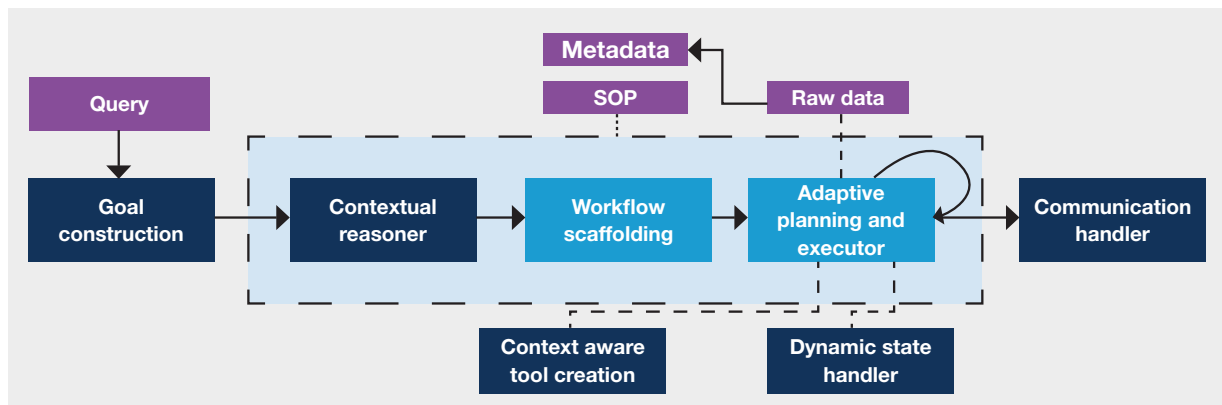 Metadata
SOP
Raw data
Query
Goal
construction
Contextual
reasoner
Workflow
scaffolding
Adaptive
planning and
executor
Communication
handler
Context aware
tool creation
Dynamic state
handler